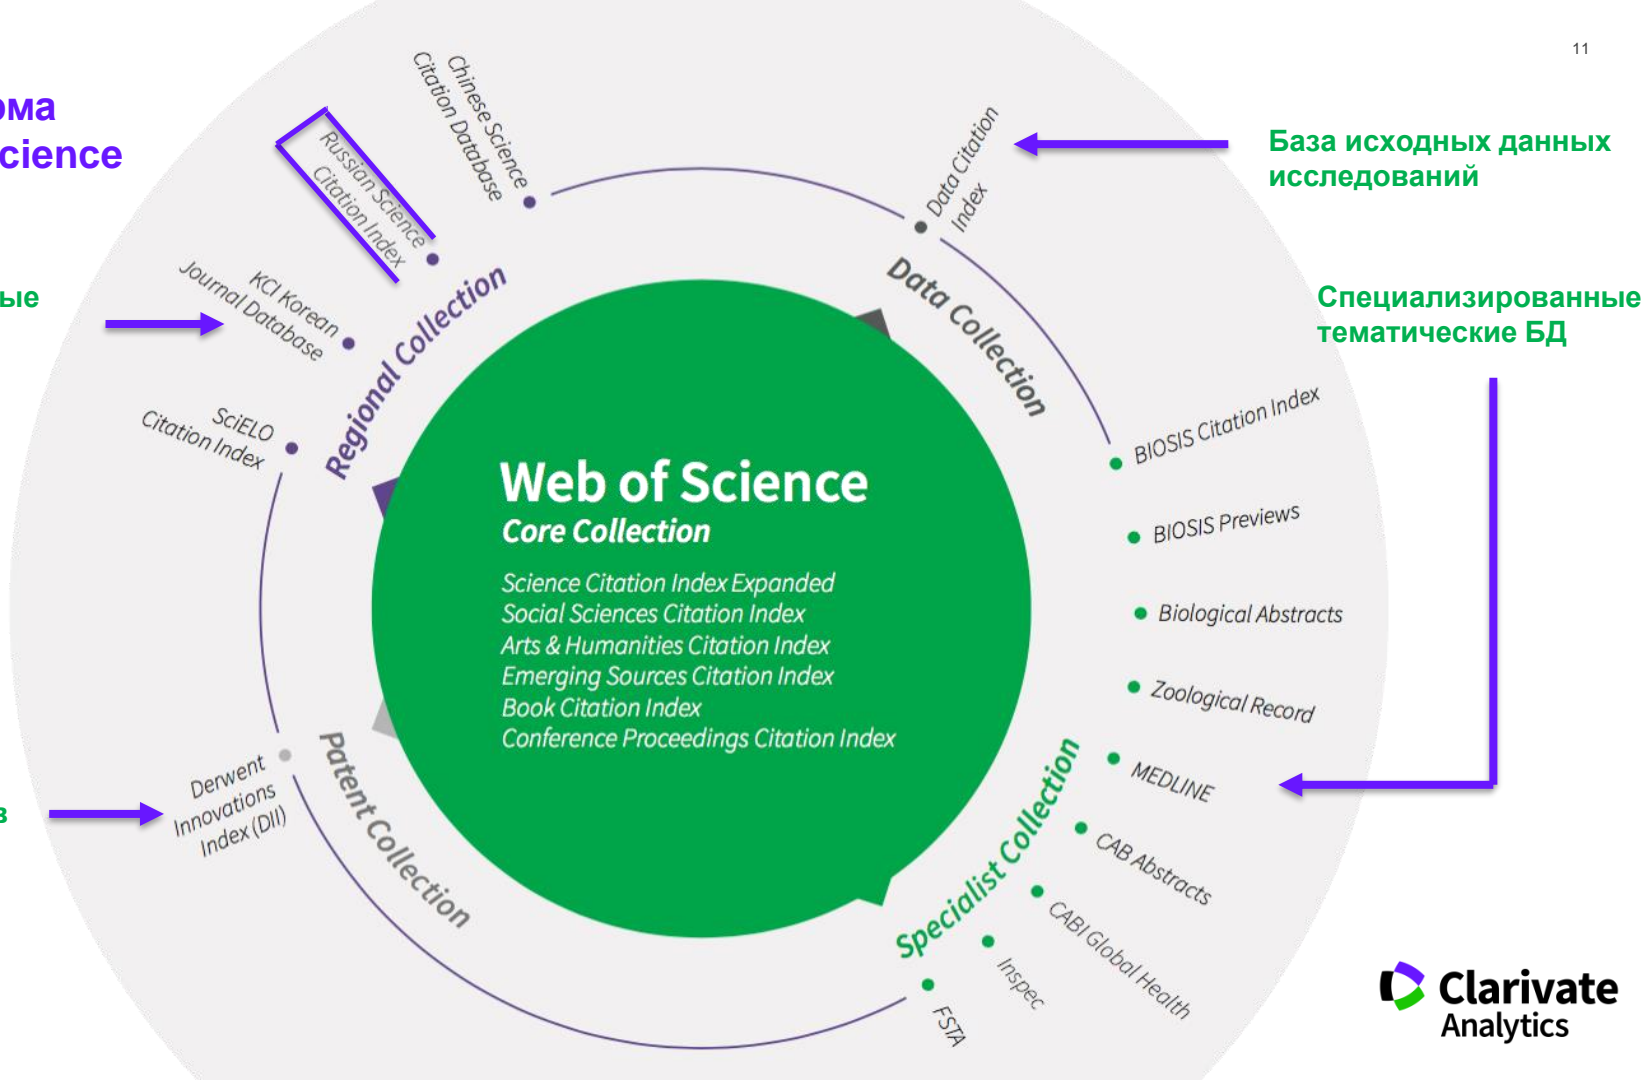 11
рма
cience
Chinese Science
Citation Database
Russian Science
Citation Index
KCI Korean
Journal Database
SciELO
Citation Index
Regional Collection
ые
Data Citation
Index
Data Collection
База исходных данных
исследований
Специализированные
тематические БД
Web of Science
Core Collection
Science Citation Index Expanded
Social Sciences Citation Index
Arts & Humanities Citation Index
Emerging Sources Citation Index
Book Citation Index
Conference Proceedings Citation Index
BIOSIS Citation Index
BIOSIS Previews
Biological Abstracts
Zoological Record
MEDLINE
CAB Abstracts
CABI Global Health
Inspec
FSTA
Specialist Collection
Derwent
Innovations
Index (DII)
Patent Collection
в
Clarivate
Analytics